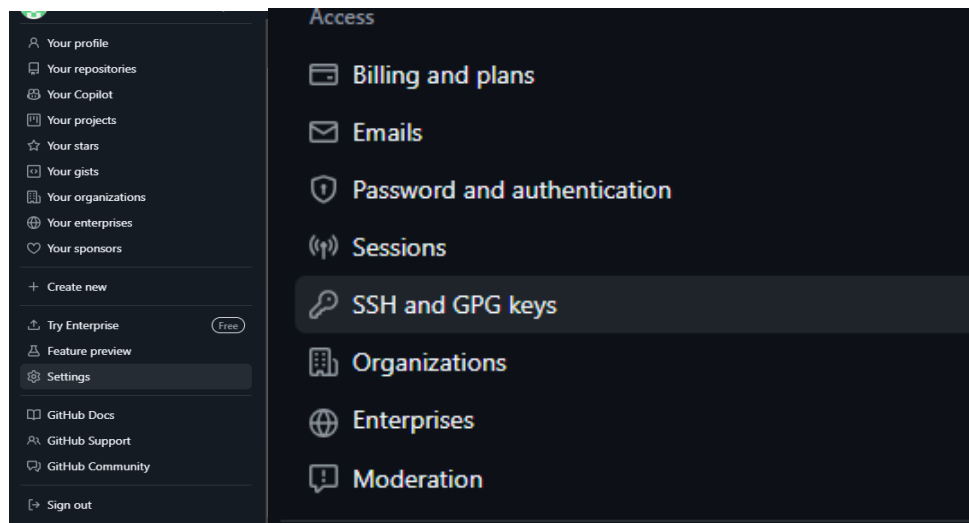 Your profile
Your repositories
Your Copilot
Your projects
Your stars
Your gists
Your organizations
Your enterprises
Your sponsors
Create new
Try Enterprise Free
Feature preview
Settings
GitHub Docs
GitHub Support
GitHub Community
Sign out
Access
Billing and plans
Emails
Password and authentication
Sessions
SSH and GPG keys
Organizations
Enterprises
Moderation